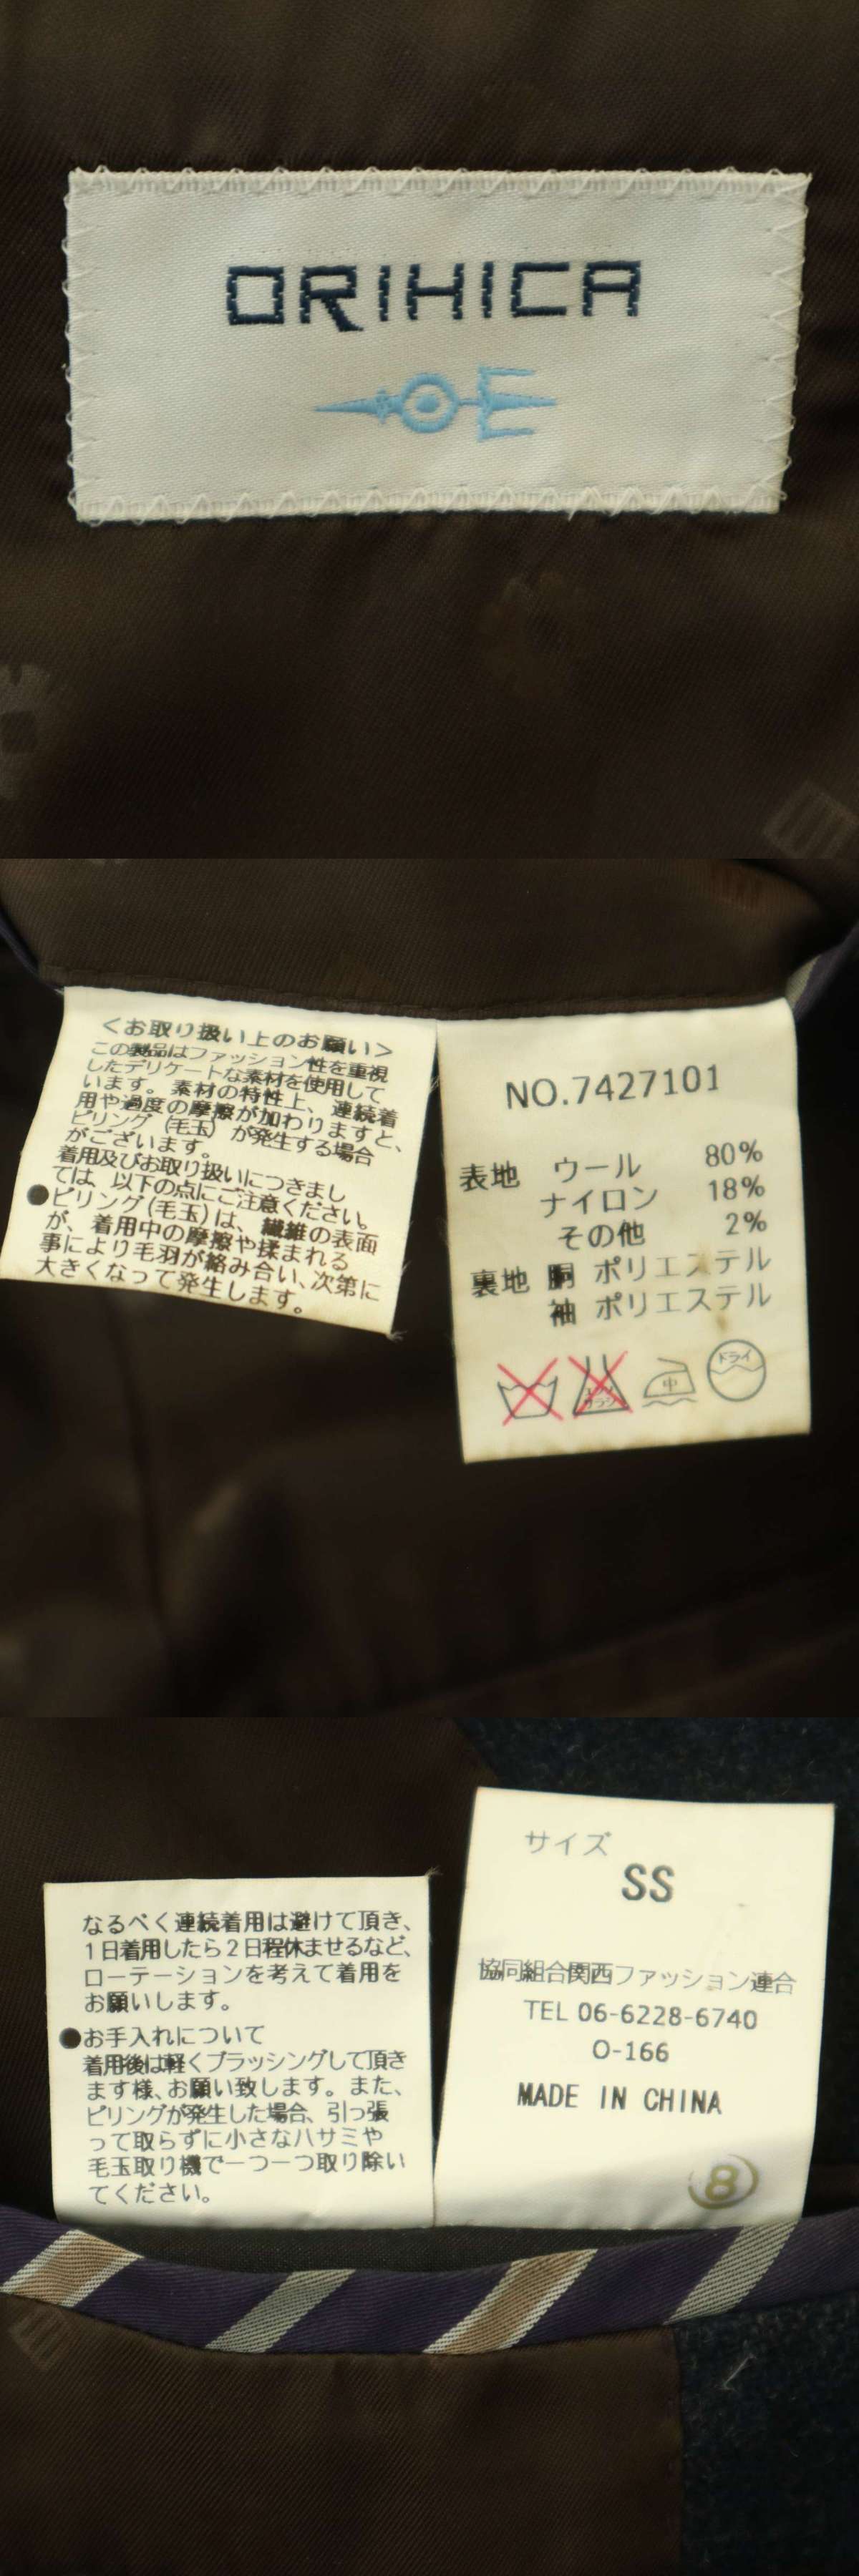 ORIHICA
<お取り扱い上のお願い>
この製品はファッション性を重視
したデリケートな素材を使用して
います。素材の特性上、連続着
用や過度の摩擦が加わりますと、
ピリング(毛玉)が発生する場合
がございます。
着用及びお取り扱いにつきまし
ては、以下の点にご注意ください。
●ピリング(毛玉)は、繊維の表面
が、着用中の摩擦や揉まれる
事により毛羽が絡み合い、次第に
大きくなって発生します。
NO.7427101
表地 ウール 80%
ナイロン 18%
その他 2%
裏地 胴 ポリエステル
袖 ポリエステル
エンソ
サラシ
中
ドライ
なるべく連続着用は避けて頂き、
1日着用したら2日程休ませるなど、
ローテーションを考えて着用を
お願いします。
●お手入れについて
着用後は軽くブラッシングして頂き
ます様、お願い致します。また、
ピリングが発生した場合、引っ張
って取らずに小さなハサミや
毛玉取り機で一つ一つ取り除い
てください。
サイズ
SS
協同組合関西ファッション連合
TEL 06-6228-6740
O-166
MADE IN CHINA
8